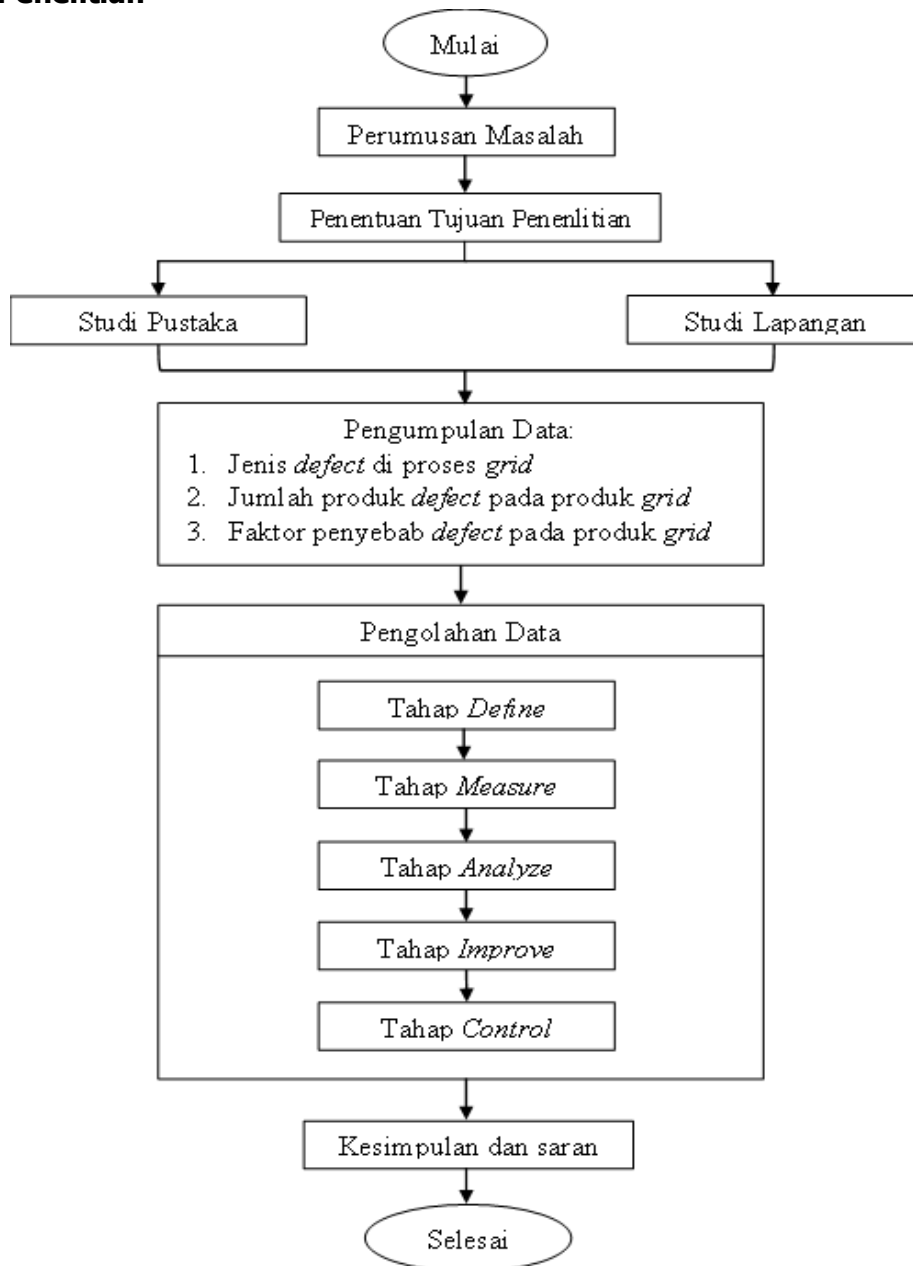 Penelitian
Mulai
Perumusan Masalah
Penentuan Tujuan Penenlitian
Studi Pustaka
Studi Lapangan
Pengumpulan Data:
1. Jenis defect di proses grid
2. Jumlah produk defect pada produk grid
3. Faktor penyebab defect pada produk grid
Pengolahan Data
Tahap Define
Tahap Measure
Tahap Analyze
Tahap Improve
Tahap Control
Kesimpulan dan saran
Selesai